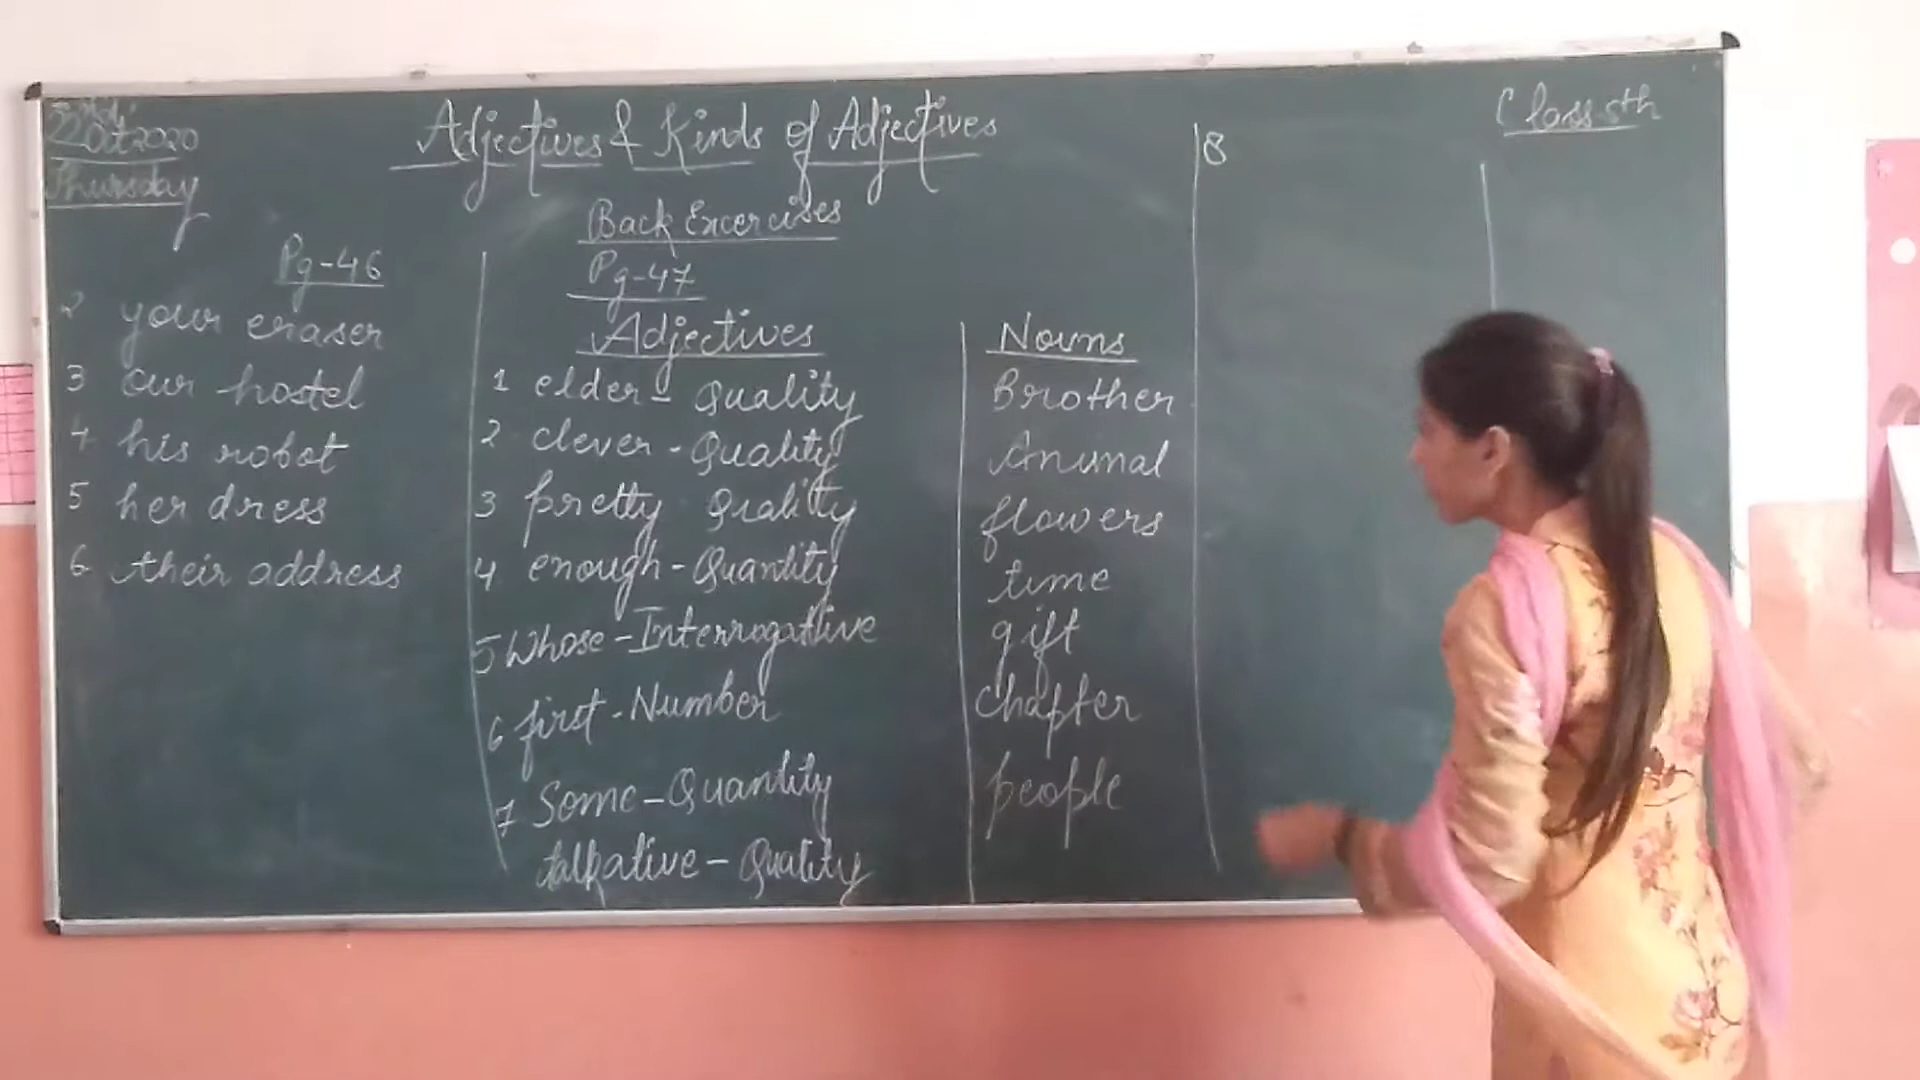 22 Oct 2020
Thursday
Adjectives & Kinds of Adjectives
Class 5th
Back Excercises
Pg-46
2 your eraser
3 our hostel
4 his robot
5 her dress
6 their address
Pg-47
Adjectives
1 elder - Quality
2 clever - Quality
3 pretty Quality
4 enough - Quantity
5 Whose - Interrogative
6 first - Number
7 Some - Quantity
talkative - Quality
Nouns
Brother
Animal
flowers
time
gift
chapter
people
8